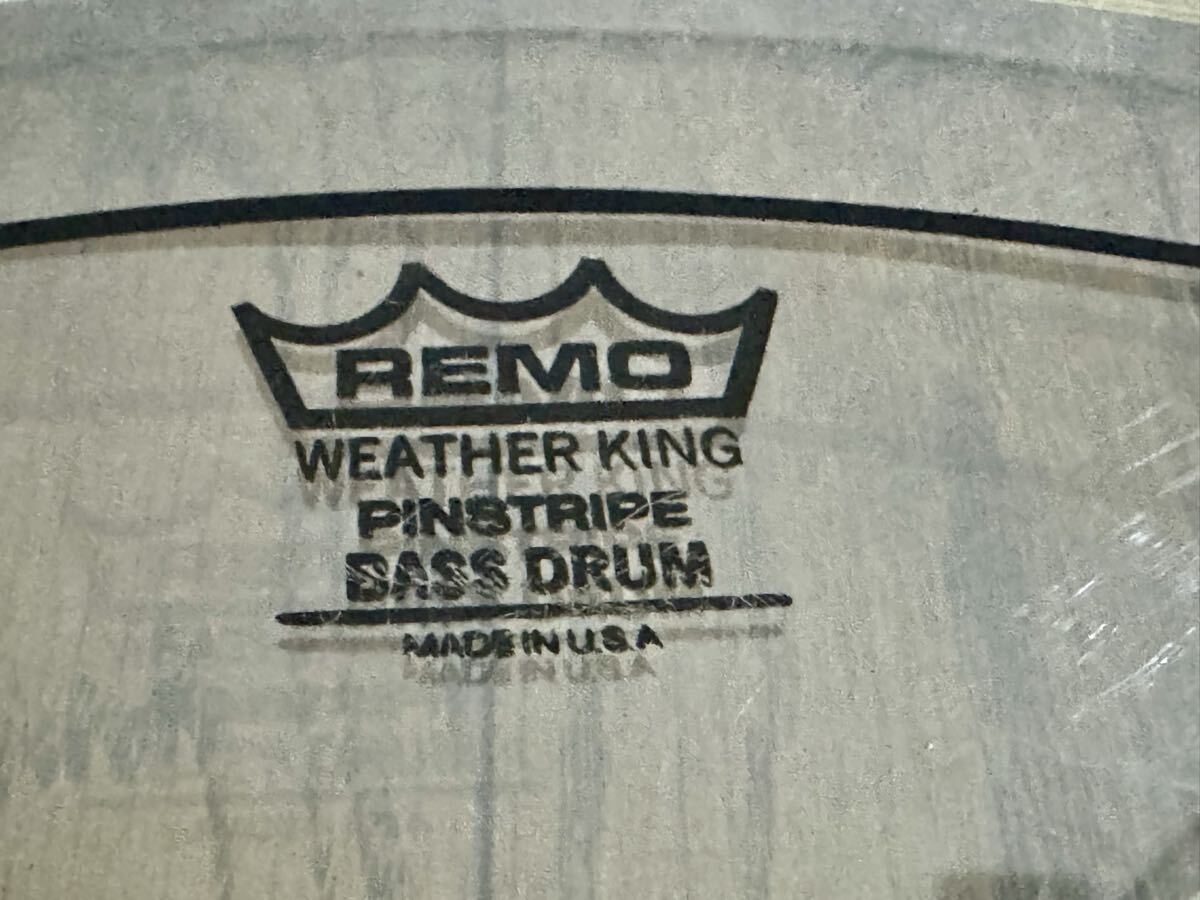 REMO
WEATHER KING
PINSTRIPE
BASS DRUM
MADE IN U.S.A